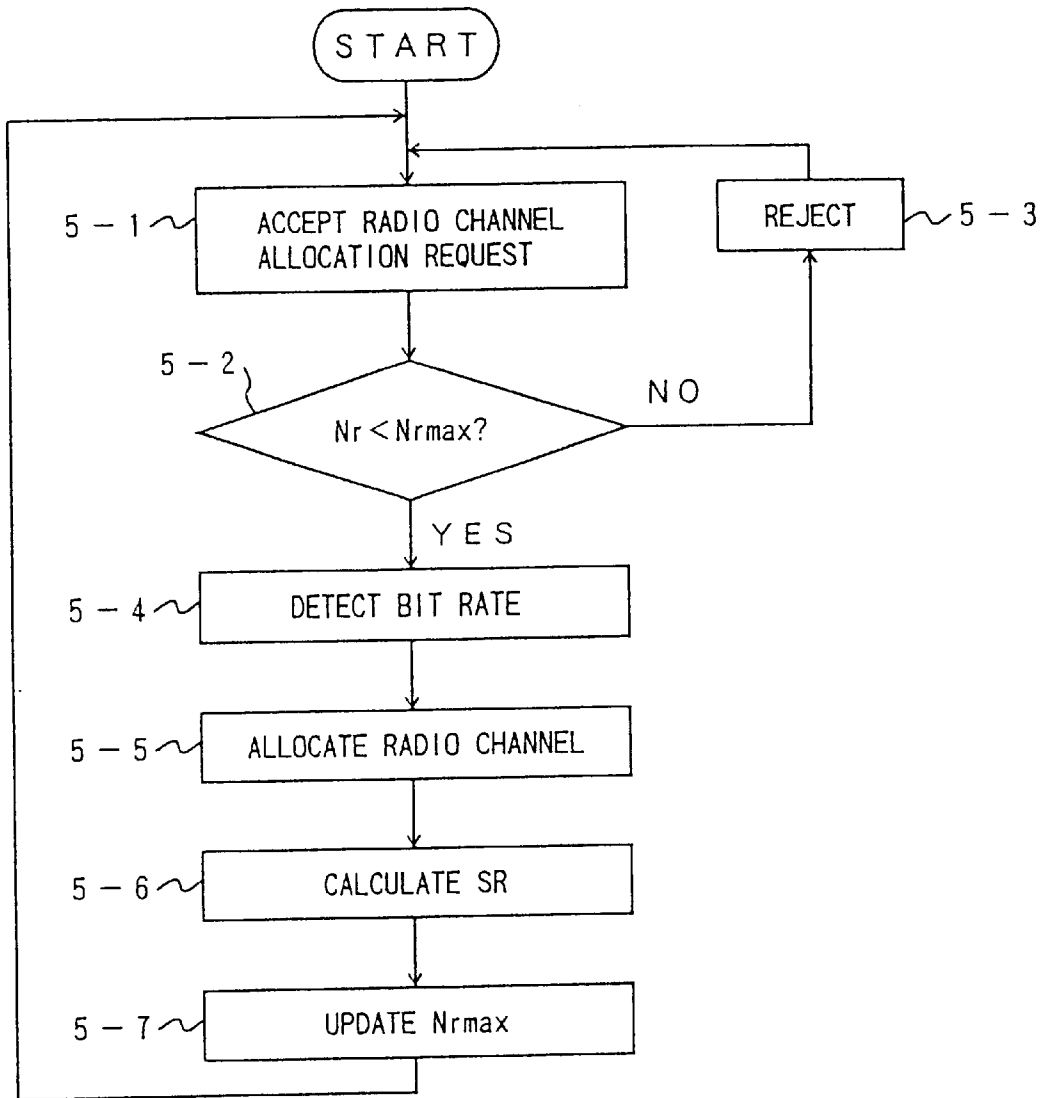 START
5-1
ACCEPT RADIO CHANNEL
ALLOCATION REQUEST
REJECT
5-3
5-2
Nr<Nrmax?
NO
YES
5-4
DETECT BIT RATE
5-5
ALLOCATE RADIO CHANNEL
5-6
CALCULATE SR
5-7
UPDATE Nrmax